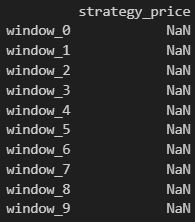 strategy_price
window_0 NaN
window_1 NaN
window_2 NaN
window_3 NaN
window_4 NaN
window_5 NaN
window_6 NaN
window_7 NaN
window_8 NaN
window_9 NaN